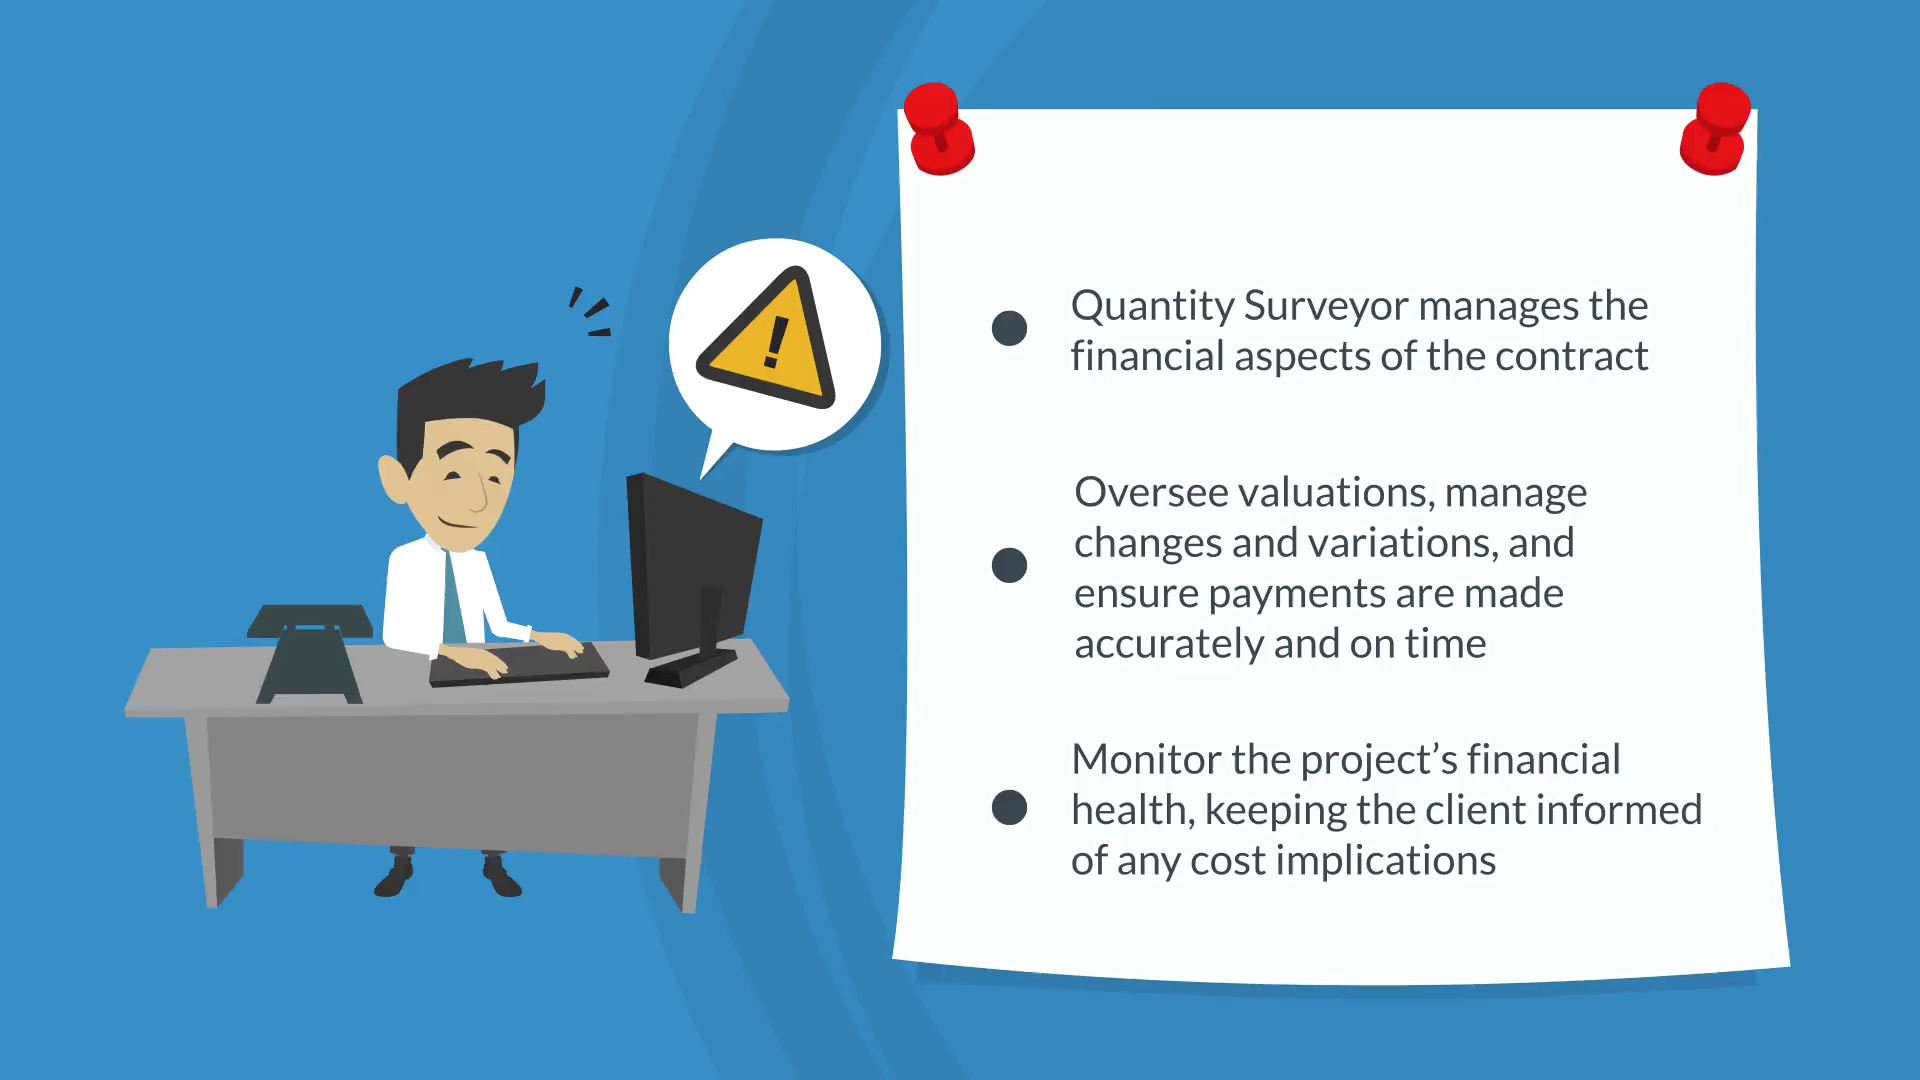 Quantity Surveyor manages the
financial aspects of the contract
Oversee valuations, manage
changes and variations, and
ensure payments are made
accurately and on time
Monitor the project’s financial
health, keeping the client informed
of any cost implications